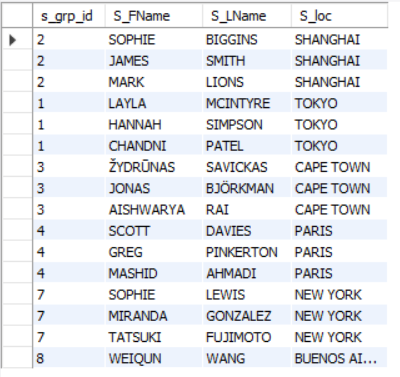 s_grp_id S_FName S_LName S_loc
2 SOPHIE BIGGINS SHANGHAI
2 JAMES SMITH SHANGHAI
2 MARK LIONS SHANGHAI
1 LAYLA MCINTYRE TOKYO
1 HANNAH SIMPSON TOKYO
1 CHANDNI PATEL TOKYO
3 ŽYDRŪNAS SAVICKAS CAPE TOWN
3 JONAS BJÖRKMAN CAPE TOWN
3 AISHWARYA RAI CAPE TOWN
4 SCOTT DAVIES PARIS
4 GREG PINKERTON PARIS
4 MASHID AHMADI PARIS
7 SOPHIE LEWIS NEW YORK
7 MIRANDA GONZALEZ NEW YORK
7 TATSUKI FUJIMOTO NEW YORK
8 WEIQUN WANG BUENOS AI...